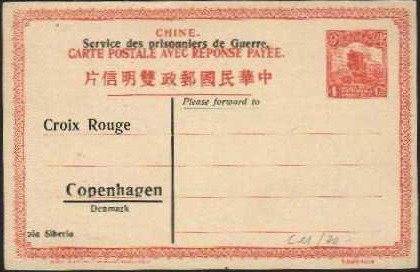 CHINE.
Service des prisonniers de Guerre.
CARTE POSTALE AVEC RÉPONSE PAYÉE.
片信明雙政郵國民華中
Please forward to
Croix Rouge
Copenhagen
Denmark
via Siberia